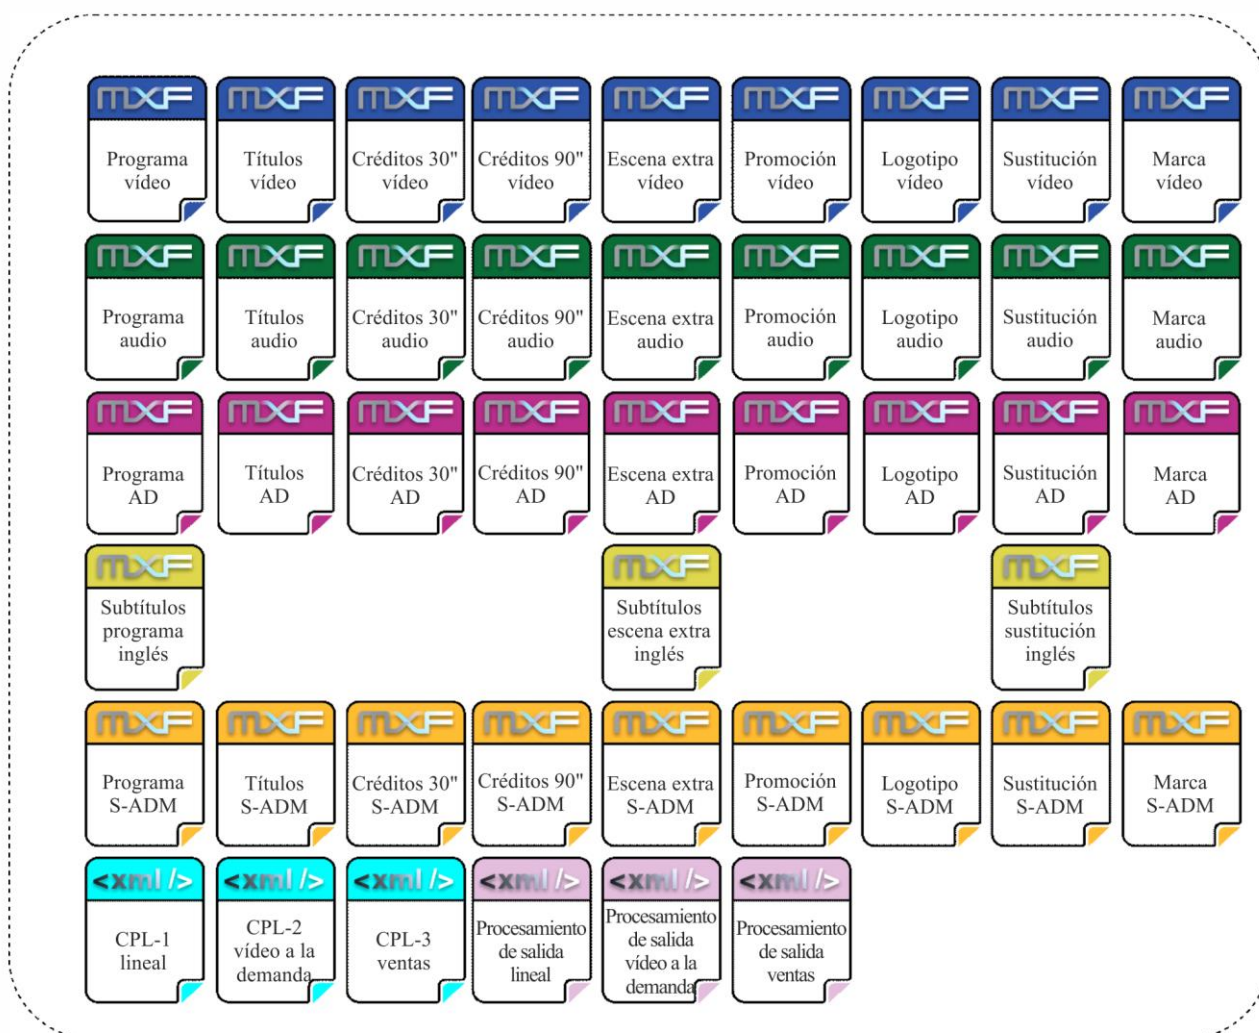 mxf mxf mxf mxf mxf mxf mxf mxf mxf
Programa vídeo
Títulos vídeo
Créditos 30" vídeo
Créditos 90" vídeo
Escena extra vídeo
Promoción vídeo
Logotipo vídeo
Sustitución vídeo
Marca vídeo
mxf mxf mxf mxf mxf mxf mxf mxf mxf
Programa audio
Títulos audio
Créditos 30" audio
Créditos 90" audio
Escena extra audio
Promoción audio
Logotipo audio
Sustitución audio
Marca audio
mxf mxf mxf mxf mxf mxf mxf mxf mxf
Programa AD
Títulos AD
Créditos 30" AD
Créditos 90" AD
Escena extra AD
Promoción AD
Logotipo AD
Sustitución AD
Marca AD
mxf mxf mxf
Subtítulos programa inglés
Subtítulos escena extra inglés
Subtítulos sustitución inglés
mxf mxf mxf mxf mxf mxf mxf mxf mxf
Programa S-ADM
Títulos S-ADM
Créditos 30" S-ADM
Créditos 90" S-ADM
Escena extra S-ADM
Promoción S-ADM
Logotipo S-ADM
Sustitución S-ADM
Marca S-ADM
<xml /> <xml /> <xml /> <xml /> <xml /> <xml />
CPL-1 lineal
CPL-2 vídeo a la demanda
CPL-3 ventas
Procesamiento de salida lineal
Procesamiento de salida vídeo a la demanda
Procesamiento de salida ventas